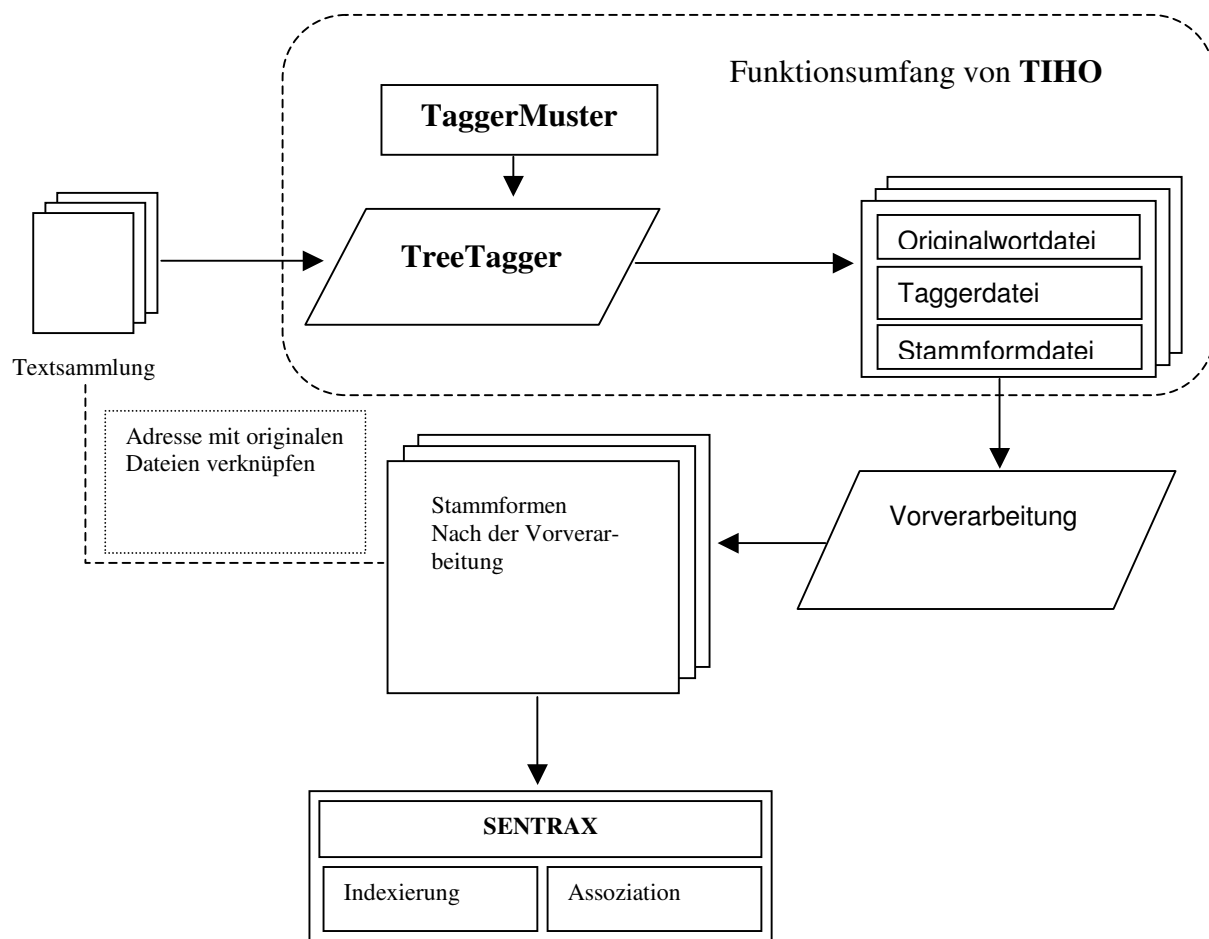 Funktionsumfang von TIHO
TaggerMuster
TreeTagger
Originalwortdatei
Taggerdatei
Stammformdatei
Textsammlung
Adresse mit originalen
Dateien verknüpfen
Stammformen
Nach der Vorverar-
beitung
Vorverarbeitung
SENTRAX
Indexierung
Assoziation